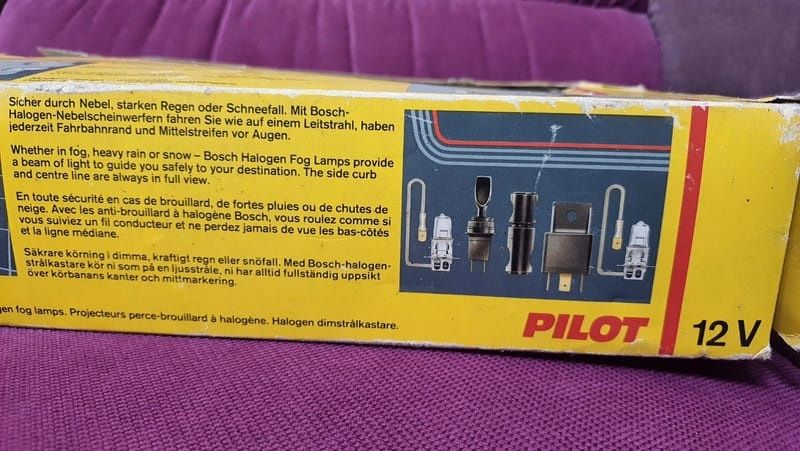 Sicher durch Nebel, starken Regen oder Schneefall. Mit Bosch-
Halogen-Nebelscheinwerfern fahren Sie wie auf einem Leitstrahl, haben
jederzeit Fahrbahnrand und Mittelstreifen vor Augen.
Whether in fog, heavy rain or snow – Bosch Halogen Fog Lamps provide
a beam of light to guide you safely to your destination. The side curb
and centre line are always in full view.
En toute sécurité en cas de brouillard, de fortes pluies ou de chutes de
neige. Avec les anti-brouillard à halogène Bosch, vous roulez comme si
vous suiviez un fil conducteur et ne perdez jamais de vue les bas-côtés
et la ligne médiane.
Säkrare körning i dimma, kraftigt regn eller snöfall. Med Bosch-halogen-
strålkastare kör ni som på en ljusstråle, ni har alltid fullständig uppsikt
över körbanans kanter och mittmarkering.
fog lamps. Projecteurs perce-brouillard à halogène. Halogen dimstrålkastare.
PILOT
12 V